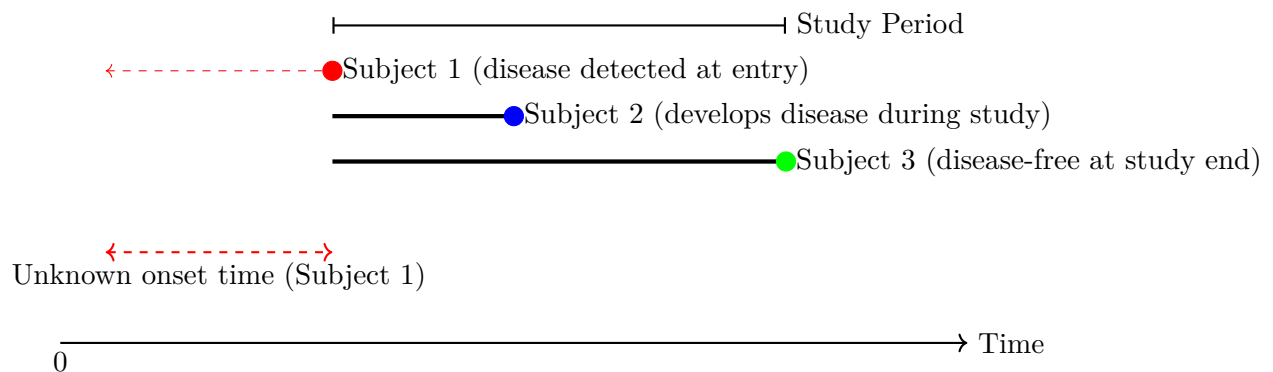 Study Period
Subject 1 (disease detected at entry)
Subject 2 (develops disease during study)
Subject 3 (disease-free at study end)
Unknown onset time (Subject 1)
Time
0